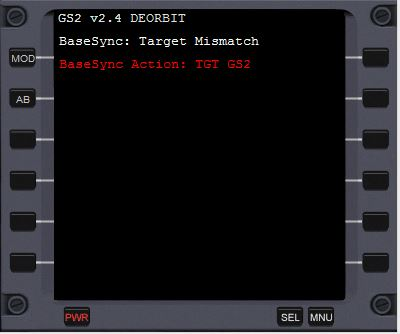 GS2 v2.4 DEORBIT
BaseSync: Target Mismatch
MOD
BaseSync Action: TGT GS2
AB
PWR
SEL
MNU